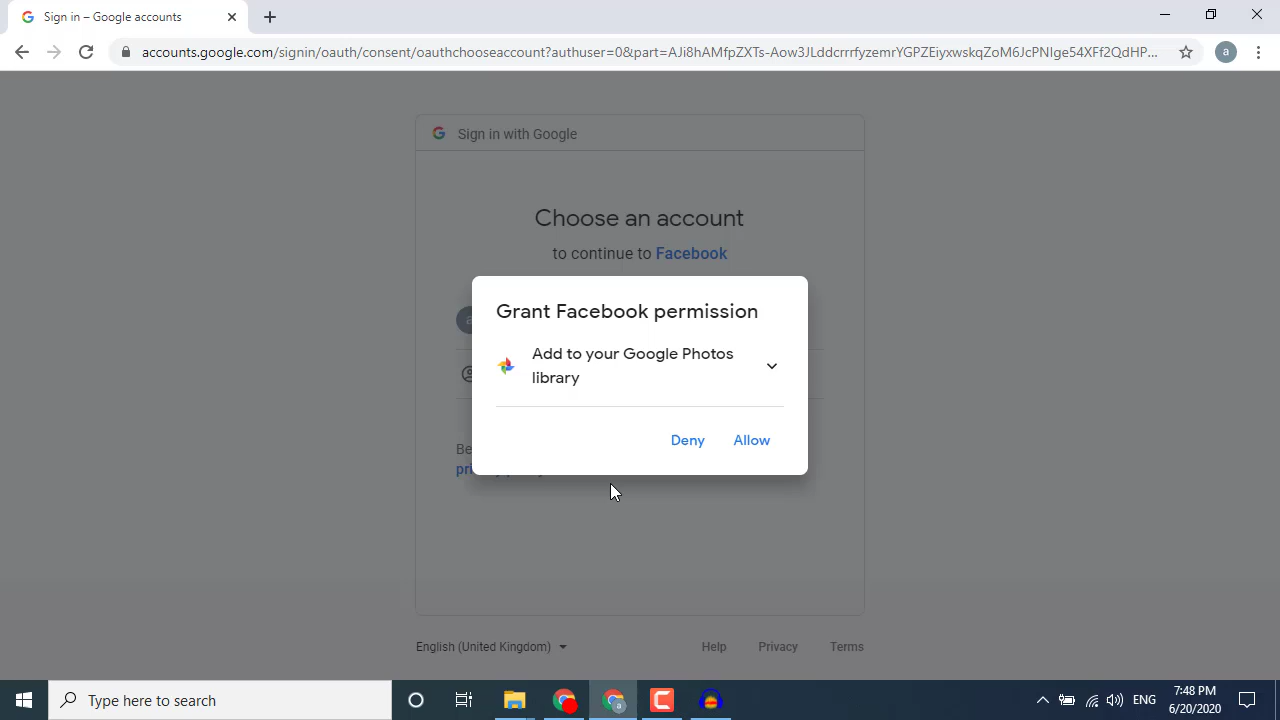 Sign in – Google accounts
accounts.google.com/signin/oauth/consent/oauthchooseaccount?authuser=0&part=AJi8hAMfpZXTs-Aow3JLddcrrrfyzemrYGPZEiyxwskqZoM6JcPNIge54XFf2QdHP...
a
Sign in with Google
Choose an account
to continue to Facebook
Grant Facebook permission
Add to your Google Photos
library
Deny Allow
English (United Kingdom)
Help Privacy Terms
Type here to search
ENG
7:48 PM
6/20/2020